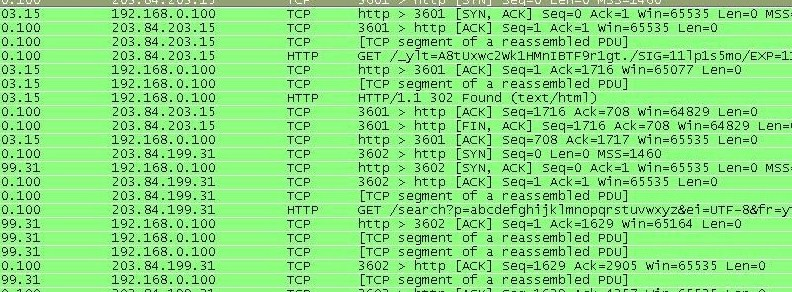 0.100 203.84.203.15 TCP 3601 > http [SYN] Seq=0 Len=0 MSS=1460
03.15 192.168.0.100 TCP http > 3601 [SYN, ACK] Seq=0 Ack=1 Win=65535 Len=0 MSS=
0.100 203.84.203.15 TCP 3601 > http [ACK] Seq=1 Ack=1 Win=65535 Len=0
0.100 203.84.203.15 TCP [TCP segment of a reassembled PDU]
0.100 203.84.203.15 HTTP GET /_ylt=A8tUxwc2Wk1HMnIBTF9r1gt./SIG=11lp1s5mo/EXP=11
03.15 192.168.0.100 TCP http > 3601 [ACK] Seq=1 Ack=1716 Win=65077 Len=0
03.15 192.168.0.100 TCP [TCP segment of a reassembled PDU]
03.15 192.168.0.100 HTTP HTTP/1.1 302 Found (text/html)
0.100 203.84.203.15 TCP 3601 > http [ACK] Seq=1716 Ack=708 Win=64829 Len=0
0.100 203.84.203.15 TCP 3601 > http [FIN, ACK] Seq=1716 Ack=708 Win=64829 Len=0
03.15 192.168.0.100 TCP http > 3601 [ACK] Seq=708 Ack=1717 Win=65535 Len=0
0.100 203.84.199.31 TCP 3602 > http [SYN] Seq=0 Len=0 MSS=1460
99.31 192.168.0.100 TCP http > 3602 [SYN, ACK] Seq=0 Ack=1 Win=65535 Len=0 MSS=
0.100 203.84.199.31 TCP 3602 > http [ACK] Seq=1 Ack=1 Win=65535 Len=0
0.100 203.84.199.31 TCP [TCP segment of a reassembled PDU]
0.100 203.84.199.31 HTTP GET /search?p=abcdefghijklmnopqrstuvwxyz&ei=UTF-8&fr=y
99.31 192.168.0.100 TCP http > 3602 [ACK] Seq=1 Ack=1629 Win=65164 Len=0
99.31 192.168.0.100 TCP [TCP segment of a reassembled PDU]
99.31 192.168.0.100 TCP [TCP segment of a reassembled PDU]
0.100 203.84.199.31 TCP 3602 > http [ACK] Seq=1629 Ack=2905 Win=65535 Len=0
99.31 192.168.0.100 TCP [TCP segment of a reassembled PDU]